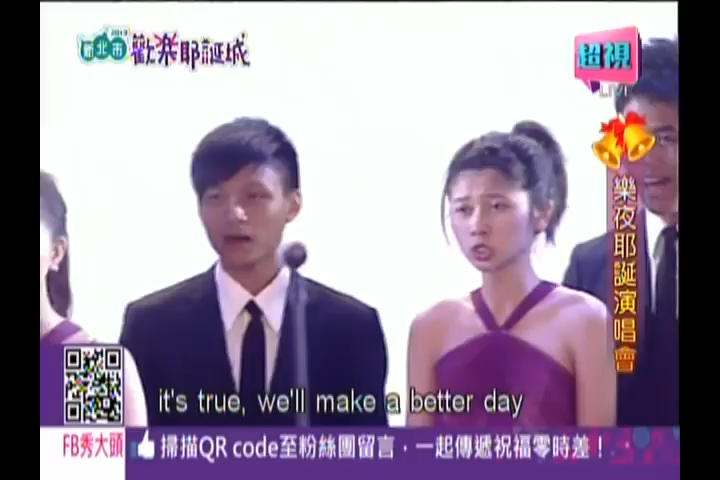 2013
新北市
歡樂耶誕城
超視
LIVE
樂夜耶誕演唱會
it's true, we'll make a better day
FB秀大頭
掃描QR code至粉絲團留言，一起傳遞祝福零時差！